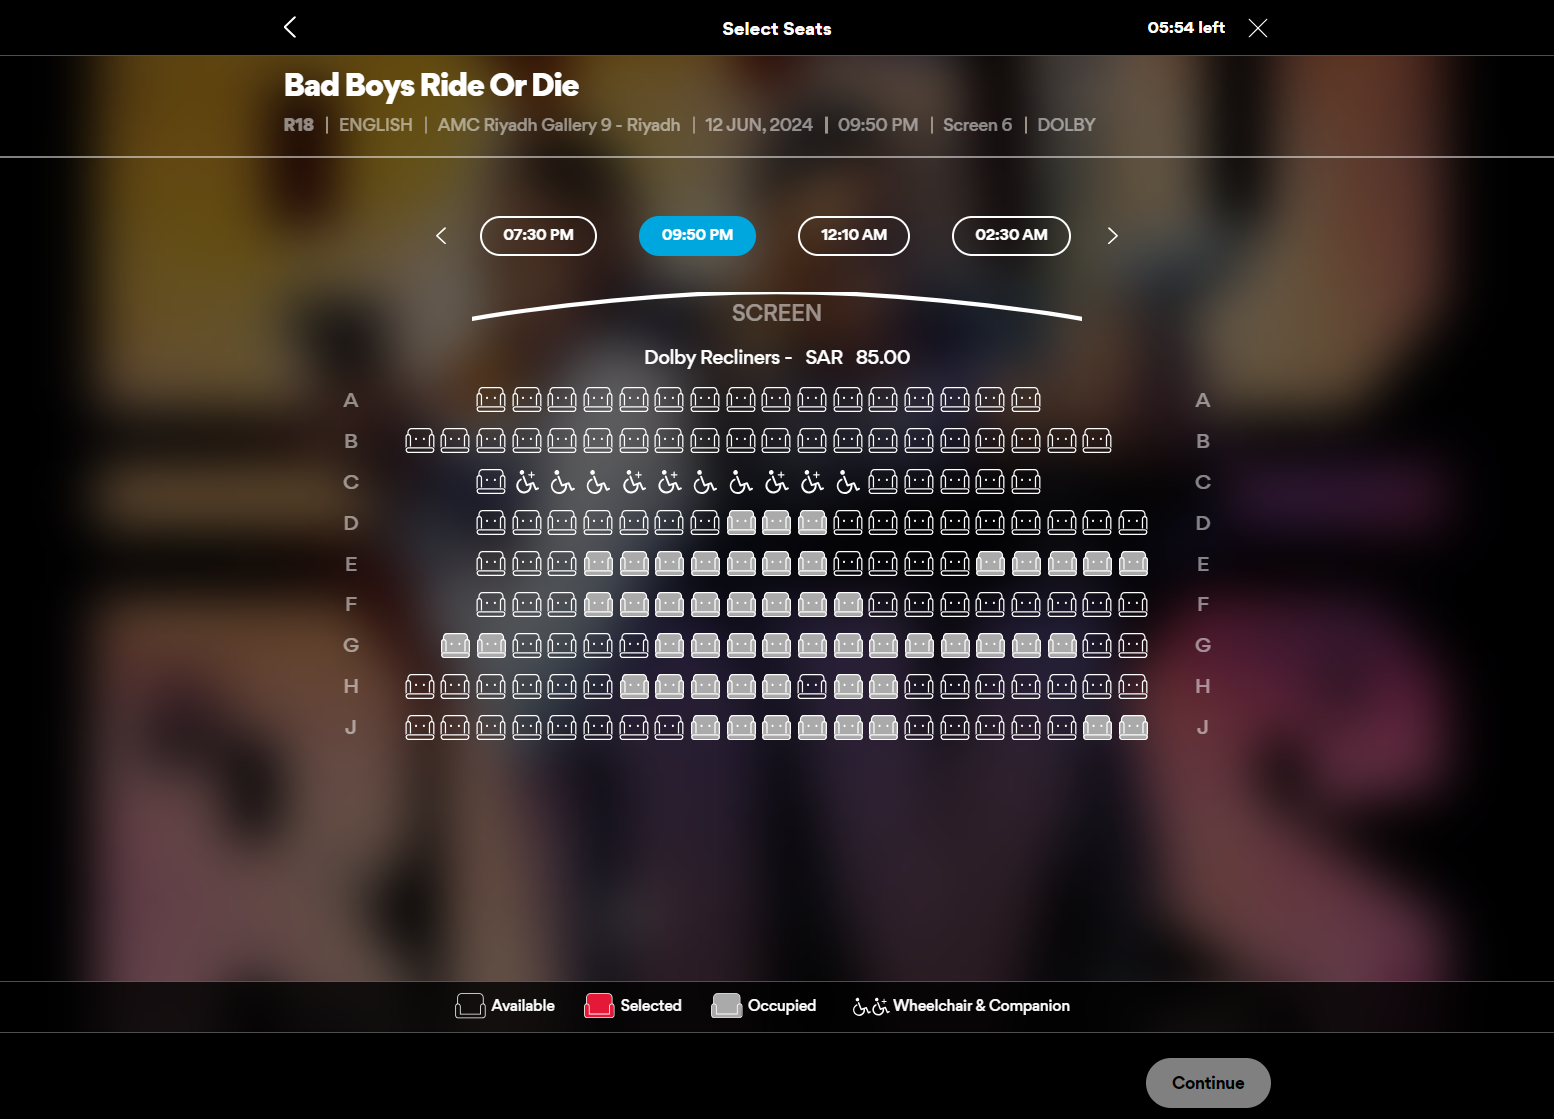 Select Seats
05:54 left
Bad Boys Ride Or Die
R18 | ENGLISH | AMC Riyadh Gallery 9 - Riyadh | 12 JUN, 2024 | 09:50 PM | Screen 6 | DOLBY
07:30 PM 09:50 PM 12:10 AM 02:30 AM
SCREEN
Dolby Recliners - SAR 85.00
A A
B B
C C
D D
E E
F F
G G
H H
J J
Available Selected Occupied Wheelchair & Companion
Continue